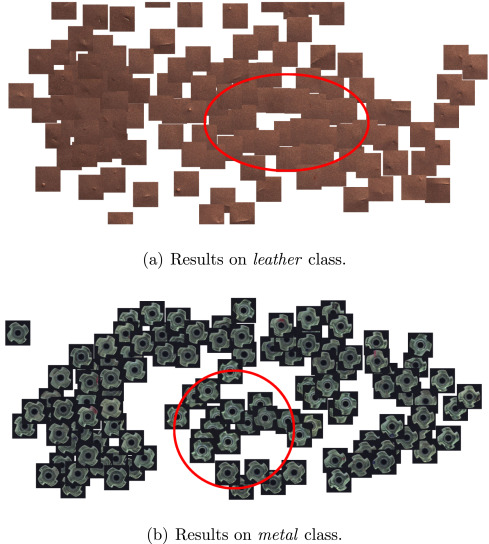 (a) Results on leather class.
(b) Results on metal class.